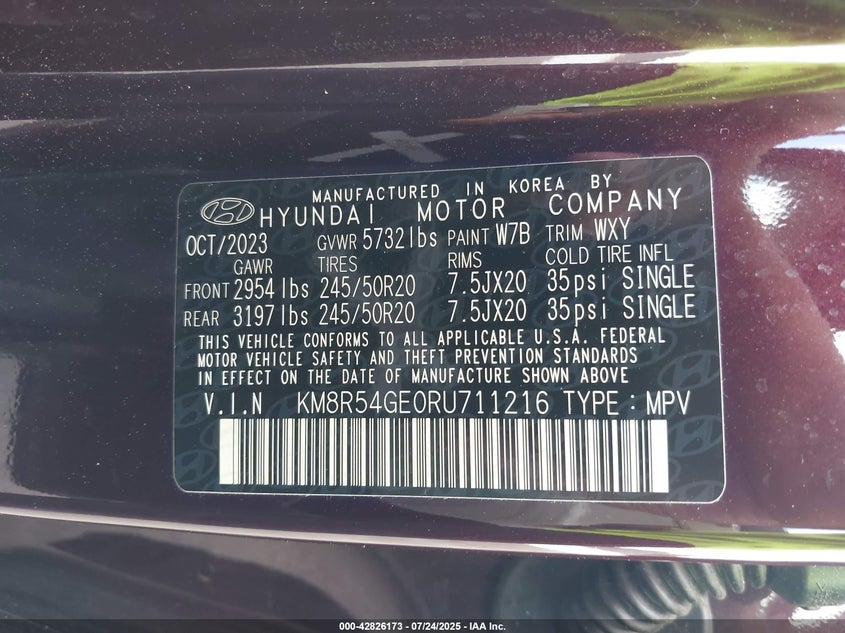 MANUFACTURED IN KOREA BY
HYUNDAI MOTOR COMPANY
OCT/2023 GVWR 5732lbs PAINT W7B TRIM WXY
GAWR TIRES RIMS COLD TIRE INFL
FRONT 2954lbs 245/50R20 7.5JX20 35psi SINGLE
REAR 3197lbs 245/50R20 7.5JX20 35psi SINGLE
THIS VEHICLE CONFORMS TO ALL APPLICABLE U.S.A. FEDERAL
MOTOR VEHICLE SAFETY AND THEFT PREVENTION STANDARDS
IN EFFECT ON THE DATE OF MANUFACTURE SHOWN ABOVE
V.I.N KM8R54GE0RU711216 TYPE : MPV
000-42826173 - 07/24/2025 - IAA Inc.